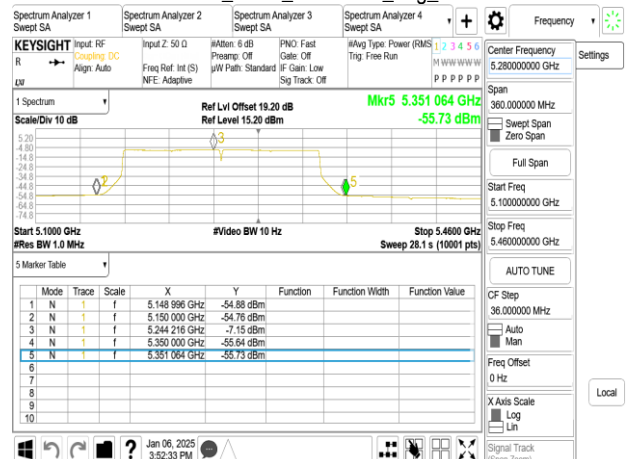 Spectrum Analyzer 1
Swept SA
Spectrum Analyzer 2
Swept SA
Spectrum Analyzer 3
Swept SA
Spectrum Analyzer 4
Swept SA
+
Frequency
Settings
KEYSIGHT
R
Input: RF
Coupling: DC
Align: Auto
Input Z: 50 Ω
Freq Ref: Int (S)
NFE: Adaptive
#Atten: 6 dB
Preamp: Off
µW Path: Standard
PNO: Fast
Gate: Off
IF Gain: Low
Sig Track: Off
#Avg Type: Power (RMS
Trig: Free Run
1 2 3 4 5 6
M W W W W W
P P P P P P
1 Spectrum
Scale/Div 10 dB
Ref Lvl Offset 19.20 dB
Ref Level 15.20 dBm
Mkr5 5.351 064 GHz
-55.73 dBm
5.20
-4.80
-14.8
-24.8
-34.8
-44.8
-54.8
-64.8
-74.8
3
2
5
Start 5.1000 GHz
#Res BW 1.0 MHz
#Video BW 10 Hz
Stop 5.4600 GHz
Sweep 28.1 s (10001 pts)
5 Marker Table
Mode Trace Scale X Y Function Function Width Function Value
1 N 1 f 5.148 996 GHz -54.88 dBm
2 N 1 f 5.150 000 GHz -54.76 dBm
3 N 1 f 5.244 216 GHz -7.15 dBm
4 N 1 f 5.350 000 GHz -55.64 dBm
5 N 1 f 5.351 064 GHz -55.73 dBm
6
7
8
9
10
Center Frequency
5.280000000 GHz
Span
360.000000 MHz
Swept Span
Zero Span
Full Span
Start Freq
5.100000000 GHz
Stop Freq
5.460000000 GHz
AUTO TUNE
CF Step
36.000000 MHz
Auto
Man
Freq Offset
0 Hz
X Axis Scale
Log
Lin
Signal Track
Local
?
Jan 06, 2025
3:52:33 PM